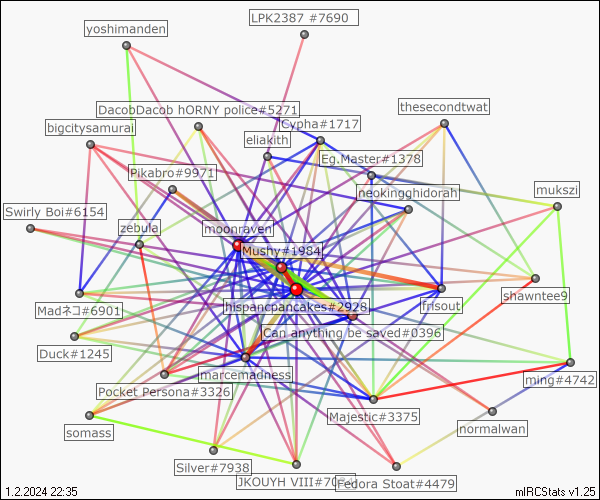 LPK2387 #7690
yoshimanden
DacobDacob hORNY police#5271
thesecondtwat
bigcitysamurai
Cypha#1717
eliakith
Eg.Master#1378
Pikabro#9971
neokingghidorah
mukszi
Swirly Boi#6154
zebula
moonraven
Mushy#1984
shawntee9
Madネコ#6901
hispancpancakes#2928
frisout
Can anything be saved#0396
Duck#1245
marcemadness
ming#4742
Pocket Persona#3326
Majestic#3375
somass
normalwan
Silver#7938
JKOUYH VIII
Fedora Stoat#4479
1.2.2024 22:35
mIRCStats v1.25